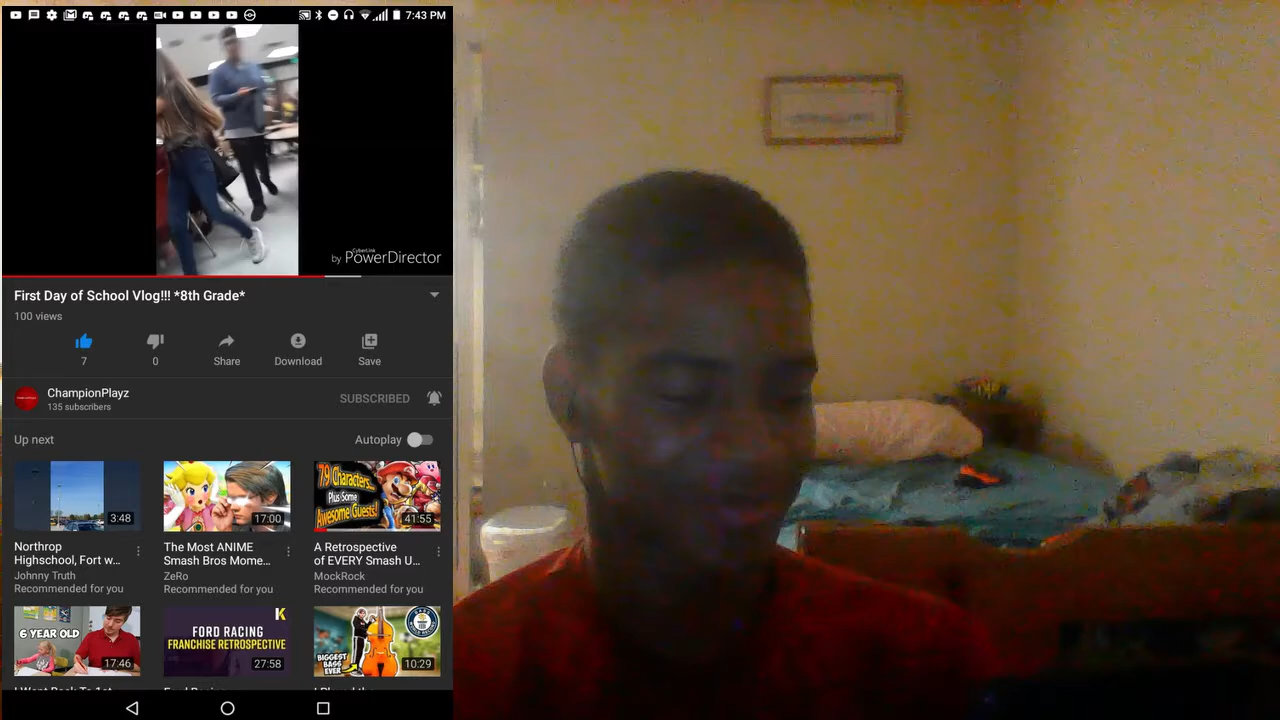 7:43 PM
CyberLink
by PowerDirector
First Day of School Vlog!!! *8th Grade*
100 views
7
0
Share
Download
Save
ChampionPlayz
135 subscribers
SUBSCRIBED
Up next
Autoplay
3:48
17:00
79 Characters...
Plus Some
Awesome Guests!
41:55
Northrop
Highschool, Fort w...
Johnny Truth
Recommended for you
The Most ANIME
Smash Bros Mome...
ZeRo
Recommended for you
A Retrospective
of EVERY Smash U...
MockRock
Recommended for you
6 YEAR OLD
17:46
K
FORD RACING
FRANCHISE RETROSPECTIVE
27:58
BIGGEST
BASS
EVER
10:29